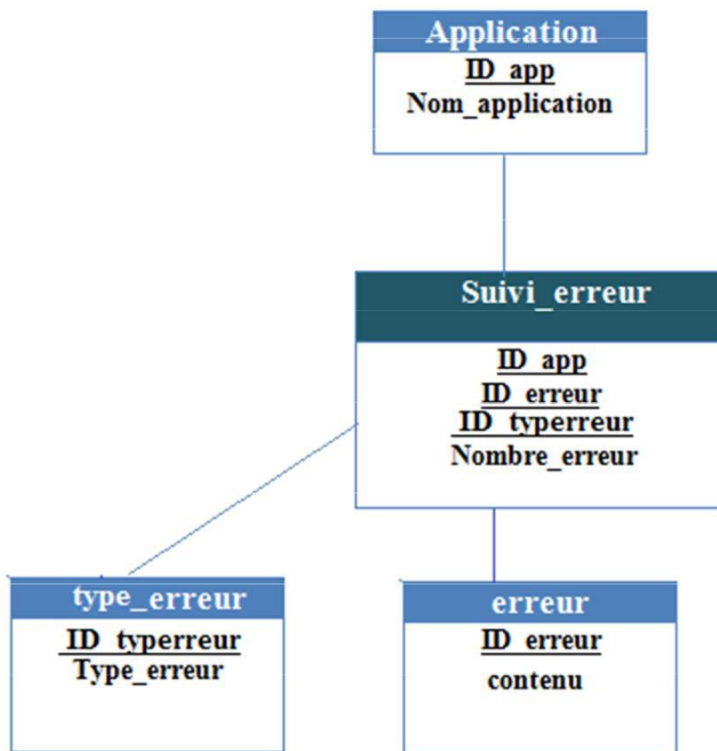 Application
ID_app
Nom_application
Suivi_erreur
ID_app
ID_erreur
ID_typerreur
Nombre_erreur
type_erreur
ID_typerreur
Type_erreur
erreur
ID_erreur
contenu